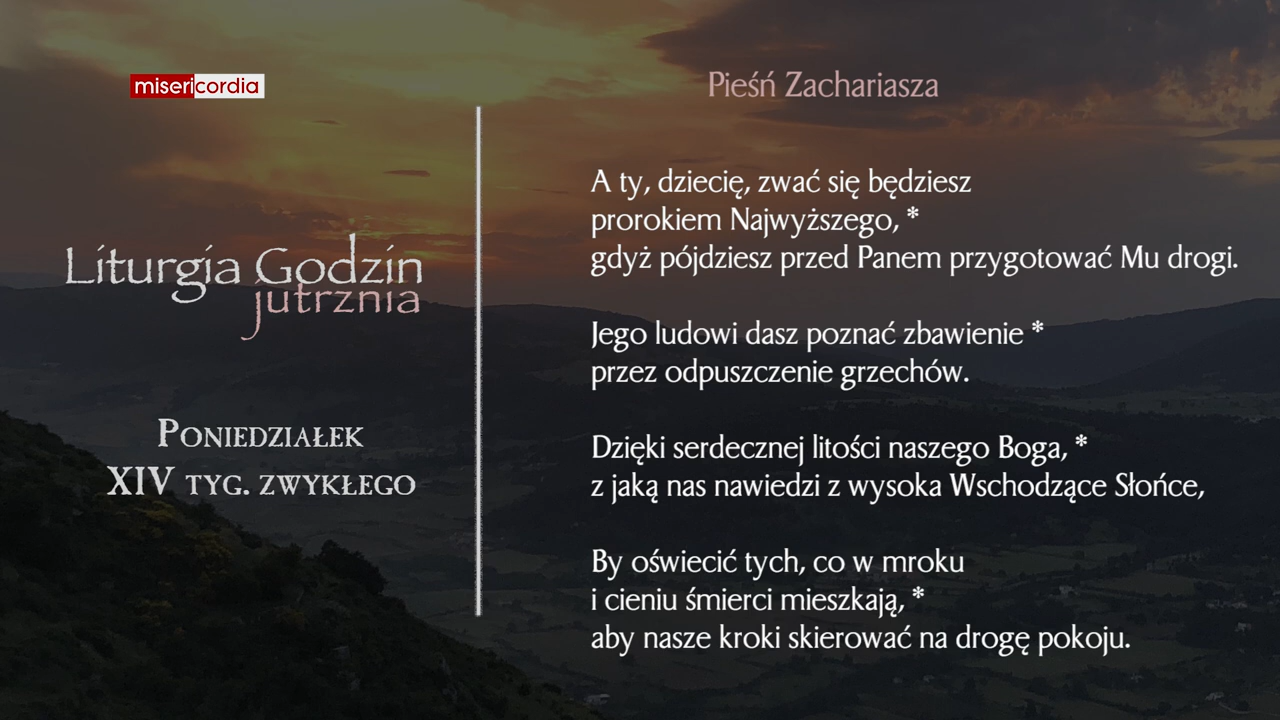 misericordia
Liturgia Godzin
jutrznia
Poniedziałek
XIV tyg. zwykłego
Pieśń Zachariasza
A ty, dziecię, zwać się będziesz
prorokiem Najwyższego, *
gdyż pójdziesz przed Panem przygotować Mu drogi.
Jego ludowi dasz poznać zbawienie *
przez odpuszczenie grzechów.
Dzięki serdecznej litości naszego Boga, *
z jaką nas nawiedzi z wysoka Wschodzące Słońce,
By oświecić tych, co w mroku
i cieniu śmierci mieszkają, *
aby nasze kroki skierować na drogę pokoju.